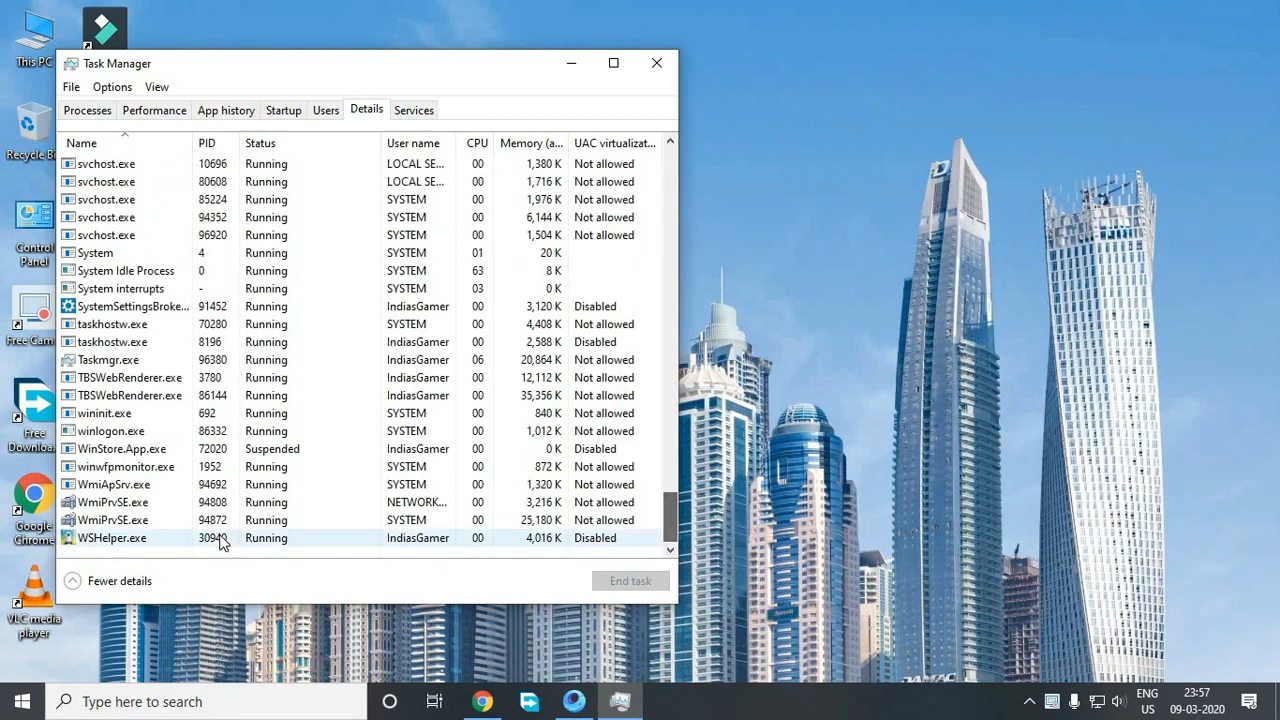 This PC
Recycle Bi
Control
Panel
Free Cam
Free
Downloa
Google
Chrome
VLC media
player
Task Manager
File Options View
Processes Performance App history Startup Users Details Services
Name PID Status User name CPU Memory (a... UAC virtualizat...
svchost.exe 10696 Running LOCAL SE... 00 1,380 K Not allowed
svchost.exe 80608 Running LOCAL SE... 00 1,716 K Not allowed
svchost.exe 85224 Running SYSTEM 00 1,976 K Not allowed
svchost.exe 94352 Running SYSTEM 00 6,144 K Not allowed
svchost.exe 96920 Running SYSTEM 00 1,504 K Not allowed
System 4 Running SYSTEM 01 20 K
System Idle Process 0 Running SYSTEM 63 8 K
System interrupts - Running SYSTEM 03 0 K
SystemSettingsBroke... 91452 Running IndiasGamer 00 3,120 K Disabled
taskhostw.exe 70280 Running SYSTEM 00 4,408 K Not allowed
taskhostw.exe 8196 Running IndiasGamer 00 2,588 K Disabled
Taskmgr.exe 96380 Running IndiasGamer 06 20,864 K Not allowed
TBSWebRenderer.exe 3780 Running IndiasGamer 00 12,112 K Not allowed
TBSWebRenderer.exe 86144 Running IndiasGamer 00 35,356 K Not allowed
wininit.exe 692 Running SYSTEM 00 840 K Not allowed
winlogon.exe 86332 Running SYSTEM 00 1,012 K Not allowed
WinStore.App.exe 72020 Suspended IndiasGamer 00 0 K Disabled
winwfpmonitor.exe 1952 Running SYSTEM 00 872 K Not allowed
WmiApSrv.exe 94692 Running SYSTEM 00 1,320 K Not allowed
WmiPrvSE.exe 94808 Running NETWORK... 00 3,216 K Not allowed
WmiPrvSE.exe 94872 Running SYSTEM 00 25,180 K Not allowed
WSHelper.exe Running IndiasGamer 00 4,016 K Disabled
Fewer details End task
DAMAC
Type here to search
ENG
US
23:57
09-03-2020